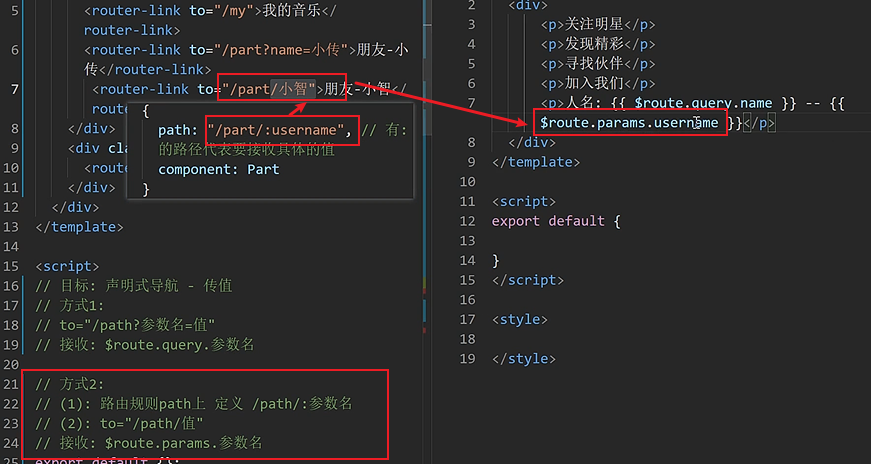 5 <router-link to="/my">我的音乐</
router-link>
6 <router-link to="/part?name=小传">朋友-小
传</router-link>
7 <router-link to="/part/小智">朋友-小智</
rout
{
path: "/part/:username", // 有:
的路径代表要接收具体的值
component: Part
}
8 </div>
9 <div cla
10 <route
11 </div>
12 </div>
13 </template>
14
15 <script>
16 // 目标: 声明式导航 - 传值
17 // 方式1:
18 // to="/path?参数名=值"
19 // 接收: $route.query.参数名
20
21 // 方式2:
22 // (1): 路由规则path上 定义 /path/:参数名
23 // (2): to="/path/值"
24 // 接收: $route.params.参数名
25 export default {};
2 <div>
3 <p>关注明星</p>
4 <p>发现精彩</p>
5 <p>寻找伙伴</p>
6 <p>加入我们</p>
7 <p>人名: {{ $route.query.name }} -- {{
$route.params.username }}</p>
8 </div>
9 </template>
10
11 <script>
12 export default {
13
14 }
15 </script>
16
17 <style>
18
19 </style>